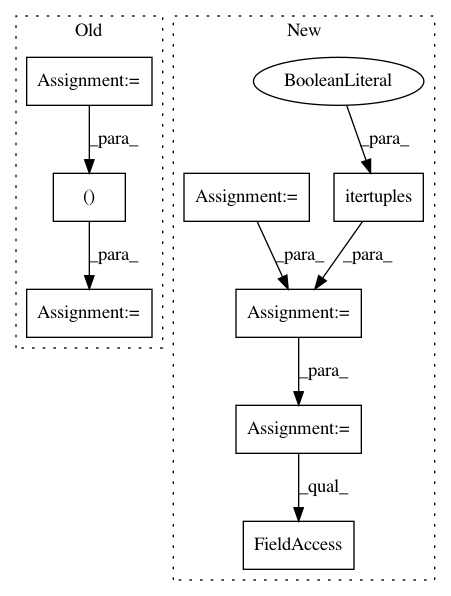 Old
New
Assignment:=
BooleanLiteral
_para_
_para_
()
Assignment:=
itertuples
_para_
_para_
_para_
Assignment:=
Assignment:=
_para_
Assignment:=
_qual_
FieldAccess